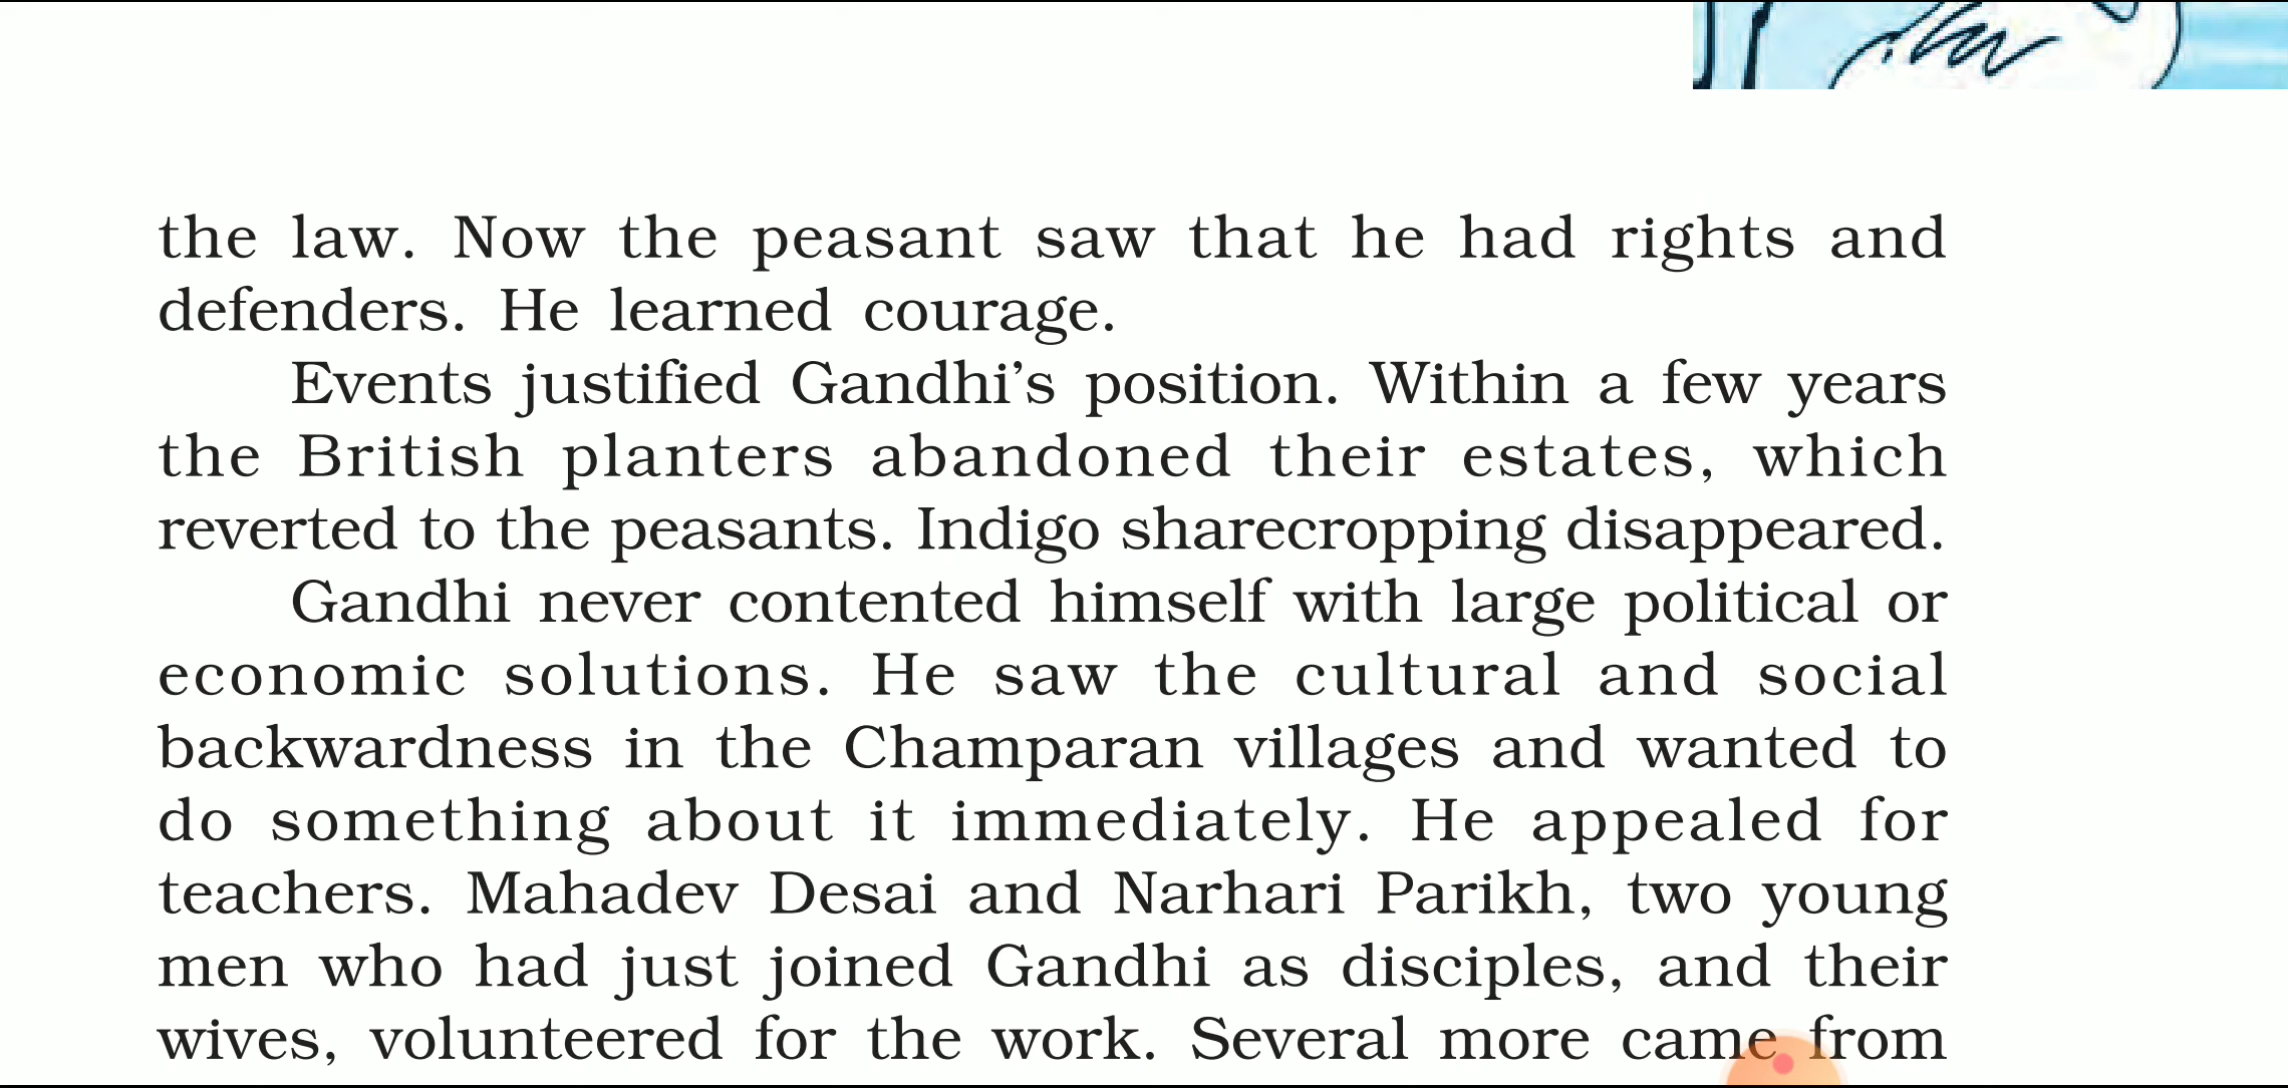 the law. Now the peasant saw that he had rights and
defenders. He learned courage.
Events justified Gandhi’s position. Within a few years
the British planters abandoned their estates, which
reverted to the peasants. Indigo sharecropping disappeared.
Gandhi never contented himself with large political or
economic solutions. He saw the cultural and social
backwardness in the Champaran villages and wanted to
do something about it immediately. He appealed for
teachers. Mahadev Desai and Narhari Parikh, two young
men who had just joined Gandhi as disciples, and their
wives, volunteered for the work. Several more came from